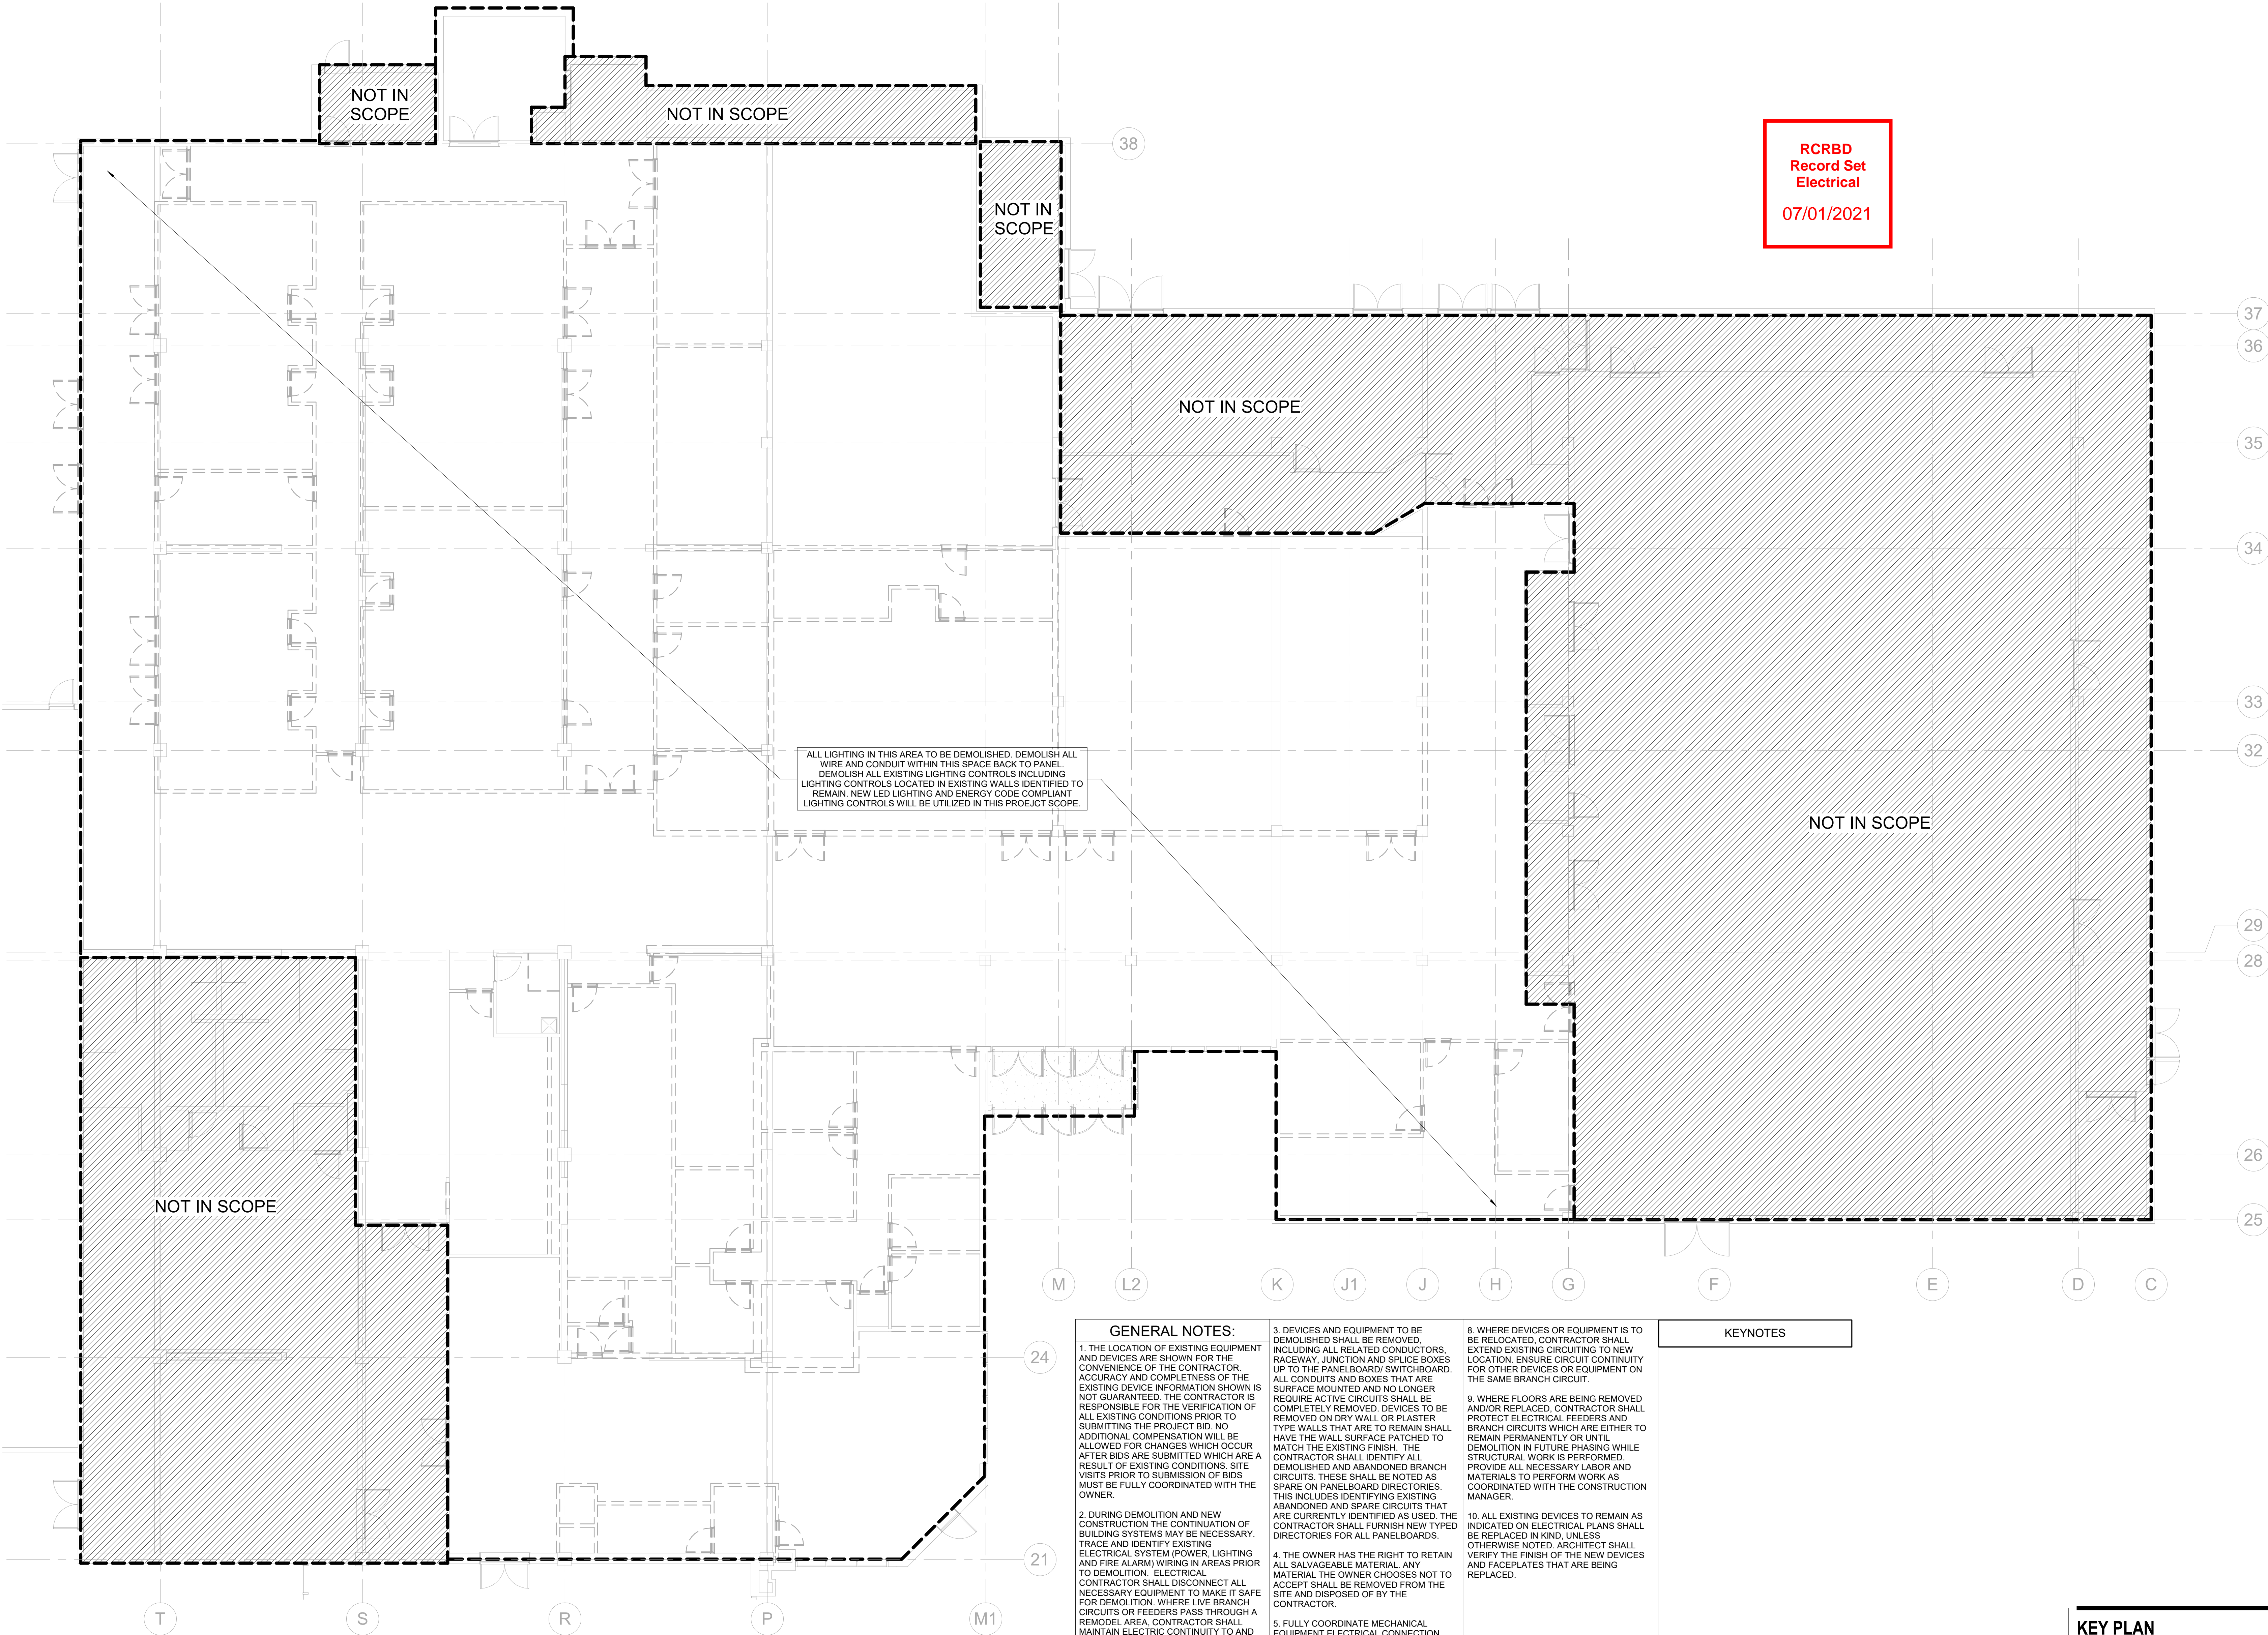 NOT IN
SCOPE
NOT IN SCOPE
38
RCRBD
Record Set
Electrical
07/01/2021
NOT IN
SCOPE
37
36
NOT IN SCOPE
35
34
33
32
ALL LIGHTING IN THIS AREA TO BE DEMOLISHED. DEMOLISH ALL
WIRE AND CONDUIT WITHIN THIS SPACE BACK TO PANEL.
DEMOLISH ALL EXISTING LIGHTING CONTROLS INCLUDING
LIGHTING CONTROLS LOCATED IN EXISTING WALLS IDENTIFIED TO
REMAIN. NEW LED LIGHTING AND ENERGY CODE COMPLIANT
LIGHTING CONTROLS WILL BE UTILIZED IN THIS PROEJCT SCOPE.
NOT IN SCOPE
29
28
26
NOT IN SCOPE
25
M
L2
K
J1
J
H
G
F
E
D
C
24
21
T
S
R
P
M1
GENERAL NOTES:
1. THE LOCATION OF EXISTING EQUIPMENT
AND DEVICES ARE SHOWN FOR THE
CONVENIENCE OF THE CONTRACTOR.
ACCURACY AND COMPLETNESS OF THE
EXISTING DEVICE INFORMATION SHOWN IS
NOT GUARANTEED. THE CONTRACTOR IS
RESPONSIBLE FOR THE VERIFICATION OF
ALL EXISTING CONDITIONS PRIOR TO
SUBMITTING THE PROJECT BID. NO
ADDITIONAL COMPENSATION WILL BE
ALLOWED FOR CHANGES WHICH OCCUR
AFTER BIDS ARE SUBMITTED WHICH ARE A
RESULT OF EXISTING CONDITIONS. SITE
VISITS PRIOR TO SUBMISSION OF BIDS
MUST BE FULLY COORDINATED WITH THE
OWNER.
2. DURING DEMOLITION AND NEW
CONSTRUCTION THE CONTINUATION OF
BUILDING SYSTEMS MAY BE NECESSARY.
TRACE AND IDENTIFY EXISTING
ELECTRICAL SYSTEM (POWER, LIGHTING
AND FIRE ALARM) WIRING IN AREAS PRIOR
TO DEMOLITION. ELECTRICAL
CONTRACTOR SHALL DISCONNECT ALL
NECESSARY EQUIPMENT TO MAKE IT SAFE
FOR DEMOLITION. WHERE LIVE BRANCH
CIRCUITS OR FEEDERS PASS THROUGH A
REMODEL AREA, CONTRACTOR SHALL
MAINTAIN ELECTRIC CONTINUITY TO AND
3. DEVICES AND EQUIPMENT TO BE
DEMOLISHED SHALL BE REMOVED,
INCLUDING ALL RELATED CONDUCTORS,
RACEWAY, JUNCTION AND SPLICE BOXES
UP TO THE PANELBOARD/ SWITCHBOARD.
ALL CONDUITS AND BOXES THAT ARE
SURFACE MOUNTED AND NO LONGER
REQUIRE ACTIVE CIRCUITS SHALL BE
COMPLETELY REMOVED. DEVICES TO BE
REMOVED ON DRY WALL OR PLASTER
TYPE WALLS THAT ARE TO REMAIN SHALL
HAVE THE WALL SURFACE PATCHED TO
MATCH THE EXISTING FINISH. THE
CONTRACTOR SHALL IDENTIFY ALL
DEMOLISHED AND ABANDONED BRANCH
CIRCUITS. THESE SHALL BE NOTED AS
SPARE ON PANELBOARD DIRECTORIES.
THIS INCLUDES IDENTIFYING EXISTING
ABANDONED AND SPARE CIRCUITS THAT
ARE CURRENTLY IDENTIFIED AS USED. THE
CONTRACTOR SHALL FURNISH NEW TYPED
DIRECTORIES FOR ALL PANELBOARDS.
4. THE OWNER HAS THE RIGHT TO RETAIN
ALL SALVAGEABLE MATERIAL. ANY
MATERIAL THE OWNER CHOOSES NOT TO
ACCEPT SHALL BE REMOVED FROM THE
SITE AND DISPOSED OF BY THE
CONTRACTOR.
5. FULLY COORDINATE MECHANICAL
EQUIPMENT ELECTRICAL CONNECTION
8. WHERE DEVICES OR EQUIPMENT IS TO
BE RELOCATED, CONTRACTOR SHALL
EXTEND EXISTING CIRCUITING TO NEW
LOCATION. ENSURE CIRCUIT CONTINUITY
FOR OTHER DEVICES OR EQUIPMENT ON
THE SAME BRANCH CIRCUIT.
9. WHERE FLOORS ARE BEING REMOVED
AND/OR REPLACED, CONTRACTOR SHALL
PROTECT ELECTRICAL FEEDERS AND
BRANCH CIRCUITS WHICH ARE EITHER TO
REMAIN PERMANENTLY OR UNTIL
DEMOLITION IN FUTURE PHASING WHILE
STRUCTURAL WORK IS PERFORMED.
PROVIDE ALL NECESSARY LABOR AND
MATERIALS TO PERFORM WORK AS
COORDINATED WITH THE CONSTRUCTION
MANAGER.
10. ALL EXISTING DEVICES TO REMAIN AS
INDICATED ON ELECTRICAL PLANS SHALL
BE REPLACED IN KIND, UNLESS
OTHERWISE NOTED. ARCHITECT SHALL
VERIFY THE FINISH OF THE NEW DEVICES
AND FACEPLATES THAT ARE BEING
REPLACED.
KEYNOTES
KEY PLAN